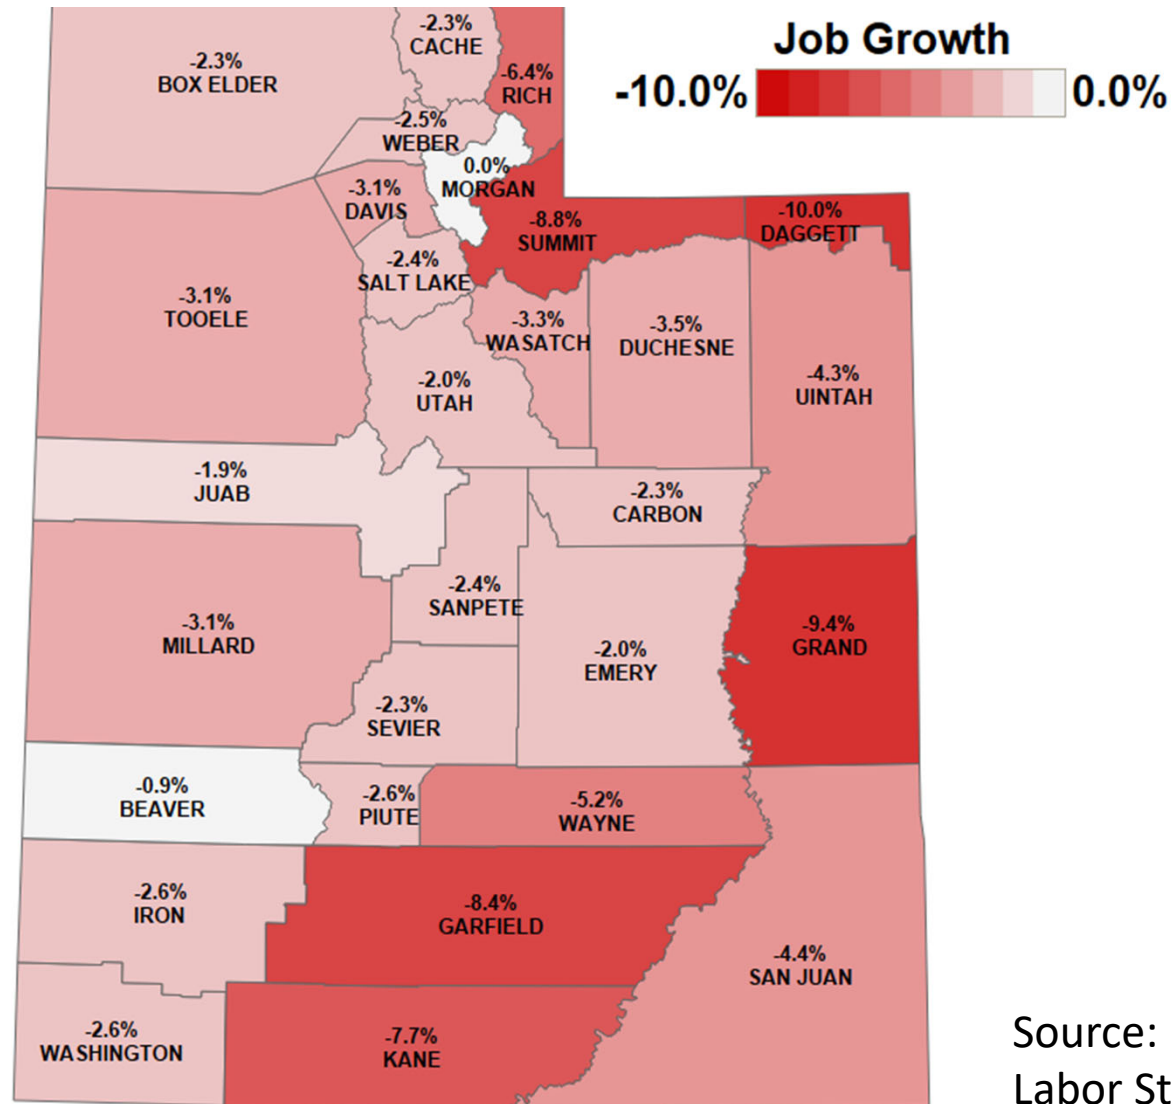 Job Growth
-10.0%
0.0%
-2.3%
CACHE
-2.3%
BOX ELDER
-6.4%
RICH
-2.5%
WEBER
0.0%
MORGAN
-3.1%
DAVIS
-8.8%
SUMMIT
-10.0%
DAGGETT
-2.4%
SALT LAKE
-3.1%
TOOELE
-3.3%
WASATCH
-3.5%
DUCHESNE
-4.3%
UINTAH
-2.0%
UTAH
-1.9%
JUAB
-2.3%
CARBON
-2.4%
SANPETE
-3.1%
MILLARD
-2.0%
EMERY
-9.4%
GRAND
-2.3%
SEVIER
-0.9%
BEAVER
-2.6%
PIUTE
-5.2%
WAYNE
-2.6%
IRON
-8.4%
GARFIELD
-4.4%
SAN JUAN
-2.6%
WASHINGTON
-7.7%
KANE
Source:
Labor St